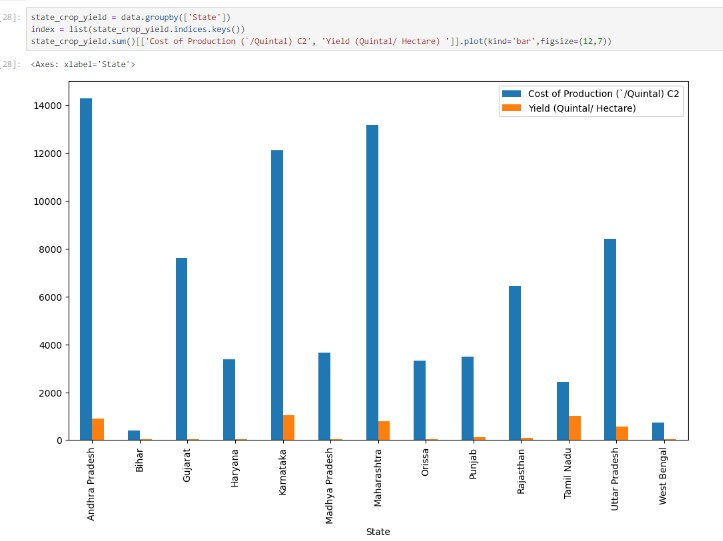 [28]: state_crop_yield = data.groupby(['State'])
index = list(state_crop_yield.indices.keys())
state_crop_yield.sum()[['Cost of Production (`/Quintal) C2', 'Yield (Quintal/ Hectare) ']].plot(kind='bar',figsize=(12,7))
[28]: <Axes: xlabel='State'>
Cost of Production (`/Quintal) C2
Yield (Quintal/ Hectare)
14000
12000
10000
8000
6000
4000
2000
0
Andhra Pradesh
Bihar
Gujarat
Haryana
Karnataka
Madhya Pradesh
Maharashtra
Orissa
Punjab
Rajasthan
Tamil Nadu
Uttar Pradesh
West Bengal
State